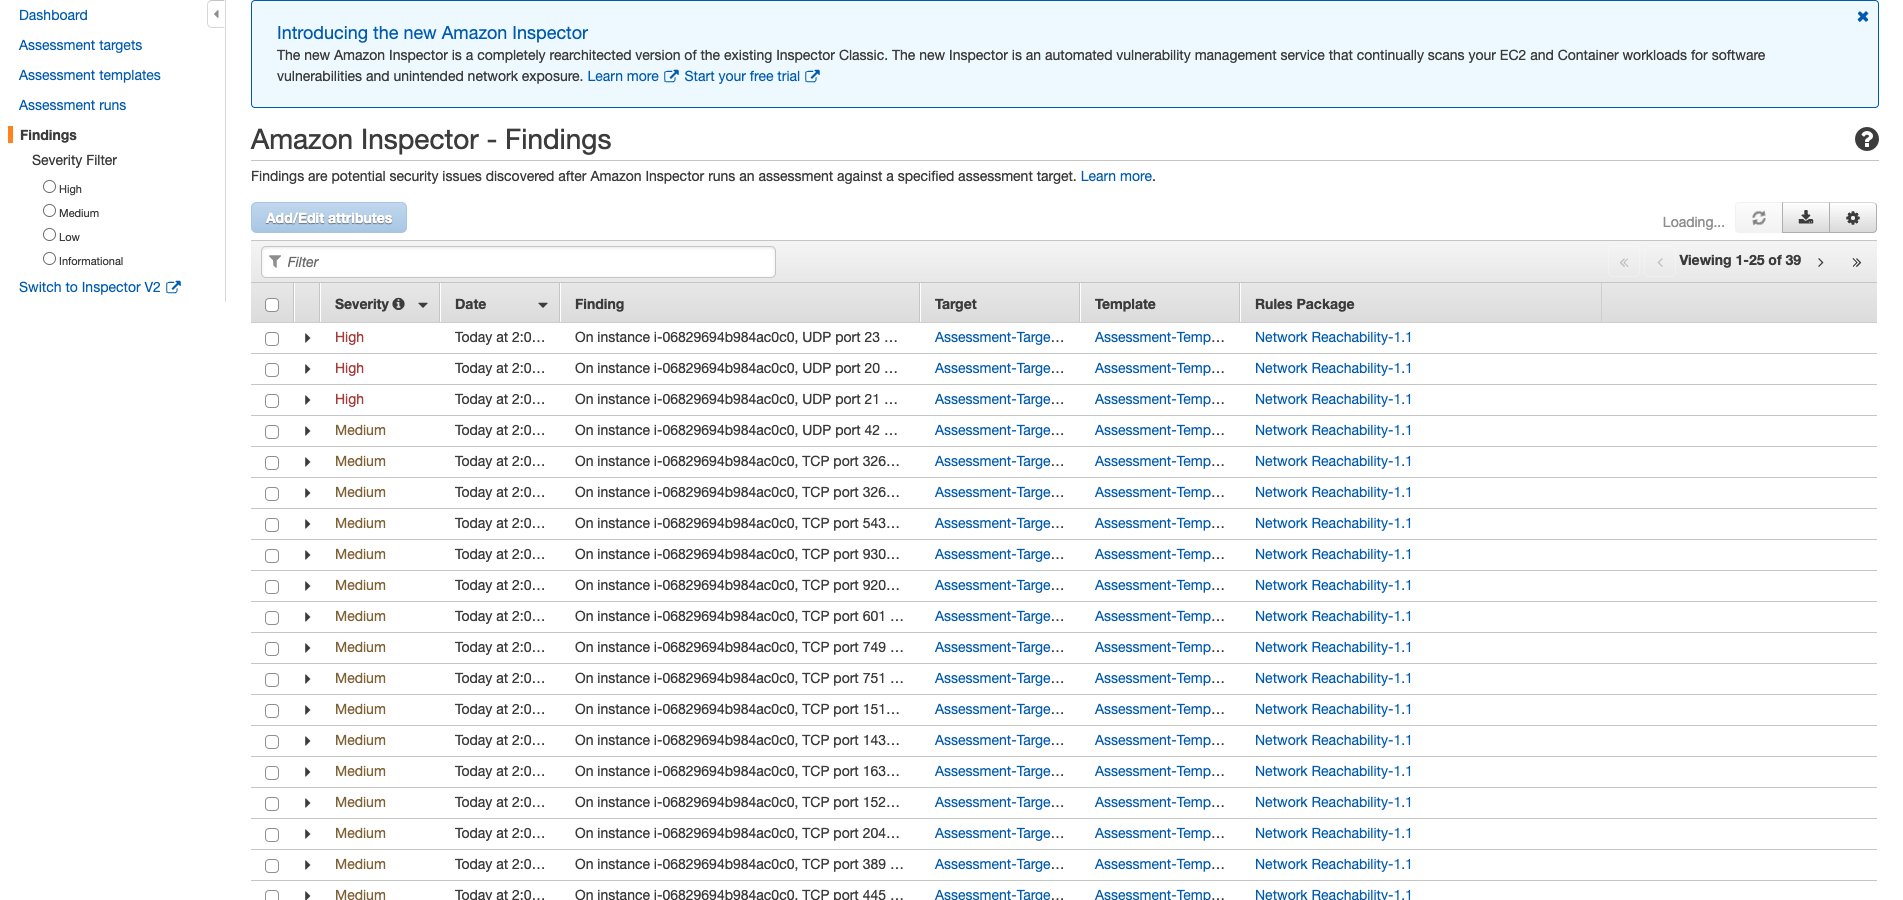 Dashboard
Assessment targets
Assessment templates
Assessment runs
Findings
Severity Filter
High
Medium
Low
Informational
Switch to Inspector V2
Introducing the new Amazon Inspector
The new Amazon Inspector is a completely rearchitected version of the existing Inspector Classic. The new Inspector is an automated vulnerability management service that continually scans your EC2 and Container workloads for software
vulnerabilities and unintended network exposure. Learn more Start your free trial
Amazon Inspector - Findings
Findings are potential security issues discovered after Amazon Inspector runs an assessment against a specified assessment target. Learn more.
Add/Edit attributes
Loading...
Filter
Viewing 1-25 of 39
Severity Date Finding Target Template Rules Package
High Today at 2:0... On instance i-06829694b984ac0c0, UDP port 23 ... Assessment-Targe... Assessment-Temp... Network Reachability-1.1
High Today at 2:0... On instance i-06829694b984ac0c0, UDP port 20 ... Assessment-Targe... Assessment-Temp... Network Reachability-1.1
High Today at 2:0... On instance i-06829694b984ac0c0, UDP port 21 ... Assessment-Targe... Assessment-Temp... Network Reachability-1.1
Medium Today at 2:0... On instance i-06829694b984ac0c0, UDP port 42 ... Assessment-Targe... Assessment-Temp... Network Reachability-1.1
Medium Today at 2:0... On instance i-06829694b984ac0c0, TCP port 326... Assessment-Targe... Assessment-Temp... Network Reachability-1.1
Medium Today at 2:0... On instance i-06829694b984ac0c0, TCP port 326... Assessment-Targe... Assessment-Temp... Network Reachability-1.1
Medium Today at 2:0... On instance i-06829694b984ac0c0, TCP port 543... Assessment-Targe... Assessment-Temp... Network Reachability-1.1
Medium Today at 2:0... On instance i-06829694b984ac0c0, TCP port 930... Assessment-Targe... Assessment-Temp... Network Reachability-1.1
Medium Today at 2:0... On instance i-06829694b984ac0c0, TCP port 920... Assessment-Targe... Assessment-Temp... Network Reachability-1.1
Medium Today at 2:0... On instance i-06829694b984ac0c0, TCP port 601 ... Assessment-Targe... Assessment-Temp... Network Reachability-1.1
Medium Today at 2:0... On instance i-06829694b984ac0c0, TCP port 749 ... Assessment-Targe... Assessment-Temp... Network Reachability-1.1
Medium Today at 2:0... On instance i-06829694b984ac0c0, TCP port 751 ... Assessment-Targe... Assessment-Temp... Network Reachability-1.1
Medium Today at 2:0... On instance i-06829694b984ac0c0, TCP port 151... Assessment-Targe... Assessment-Temp... Network Reachability-1.1
Medium Today at 2:0... On instance i-06829694b984ac0c0, TCP port 143... Assessment-Targe... Assessment-Temp... Network Reachability-1.1
Medium Today at 2:0... On instance i-06829694b984ac0c0, TCP port 163... Assessment-Targe... Assessment-Temp... Network Reachability-1.1
Medium Today at 2:0... On instance i-06829694b984ac0c0, TCP port 152... Assessment-Targe... Assessment-Temp... Network Reachability-1.1
Medium Today at 2:0... On instance i-06829694b984ac0c0, TCP port 204... Assessment-Targe... Assessment-Temp... Network Reachability-1.1
Medium Today at 2:0... On instance i-06829694b984ac0c0, TCP port 389 ... Assessment-Targe... Assessment-Temp... Network Reachability-1.1
Medium Today at 2:0... On instance i-06829694b984ac0c0, TCP port 445 ... Assessment-Targe... Assessment-Temp... Network Reachability-1.1